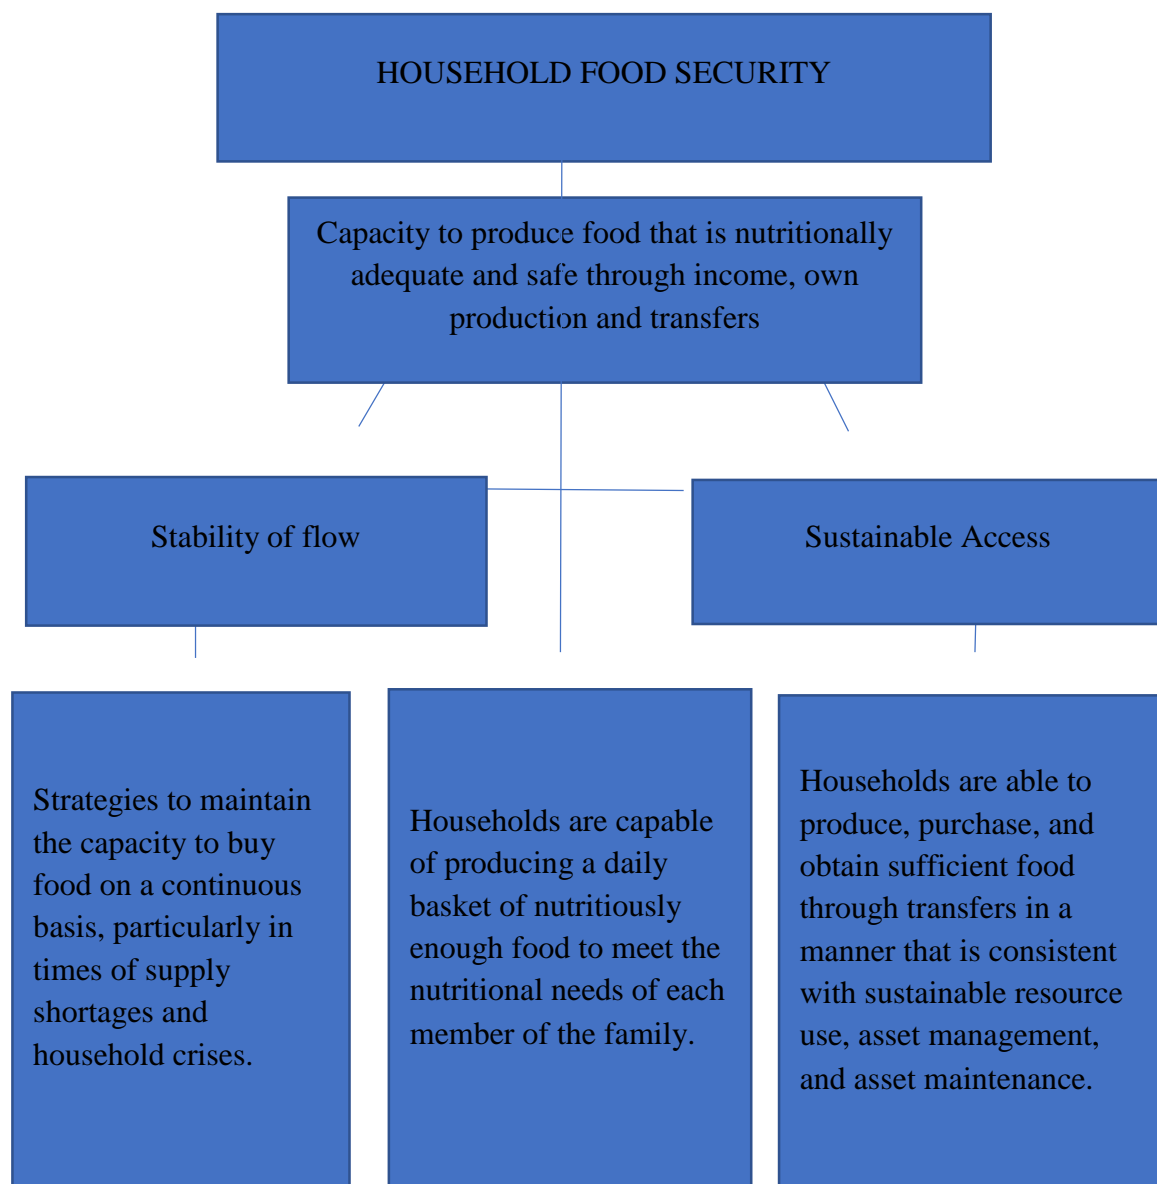 HOUSEHOLD FOOD SECURITY
Capacity to produce food that is nutritionally
adequate and safe through income, own
production and transfers
Stability of flow
Sustainable Access
Strategies to maintain
the capacity to buy
food on a continuous
basis, particularly in
times of supply
shortages and
household crises.
Households are capable
of producing a daily
basket of nutritiously
enough food to meet the
nutritional needs of each
member of the family.
Households are able to
produce, purchase, and
obtain sufficient food
through transfers in a
manner that is consistent
with sustainable resource
use, asset management,
and asset maintenance.